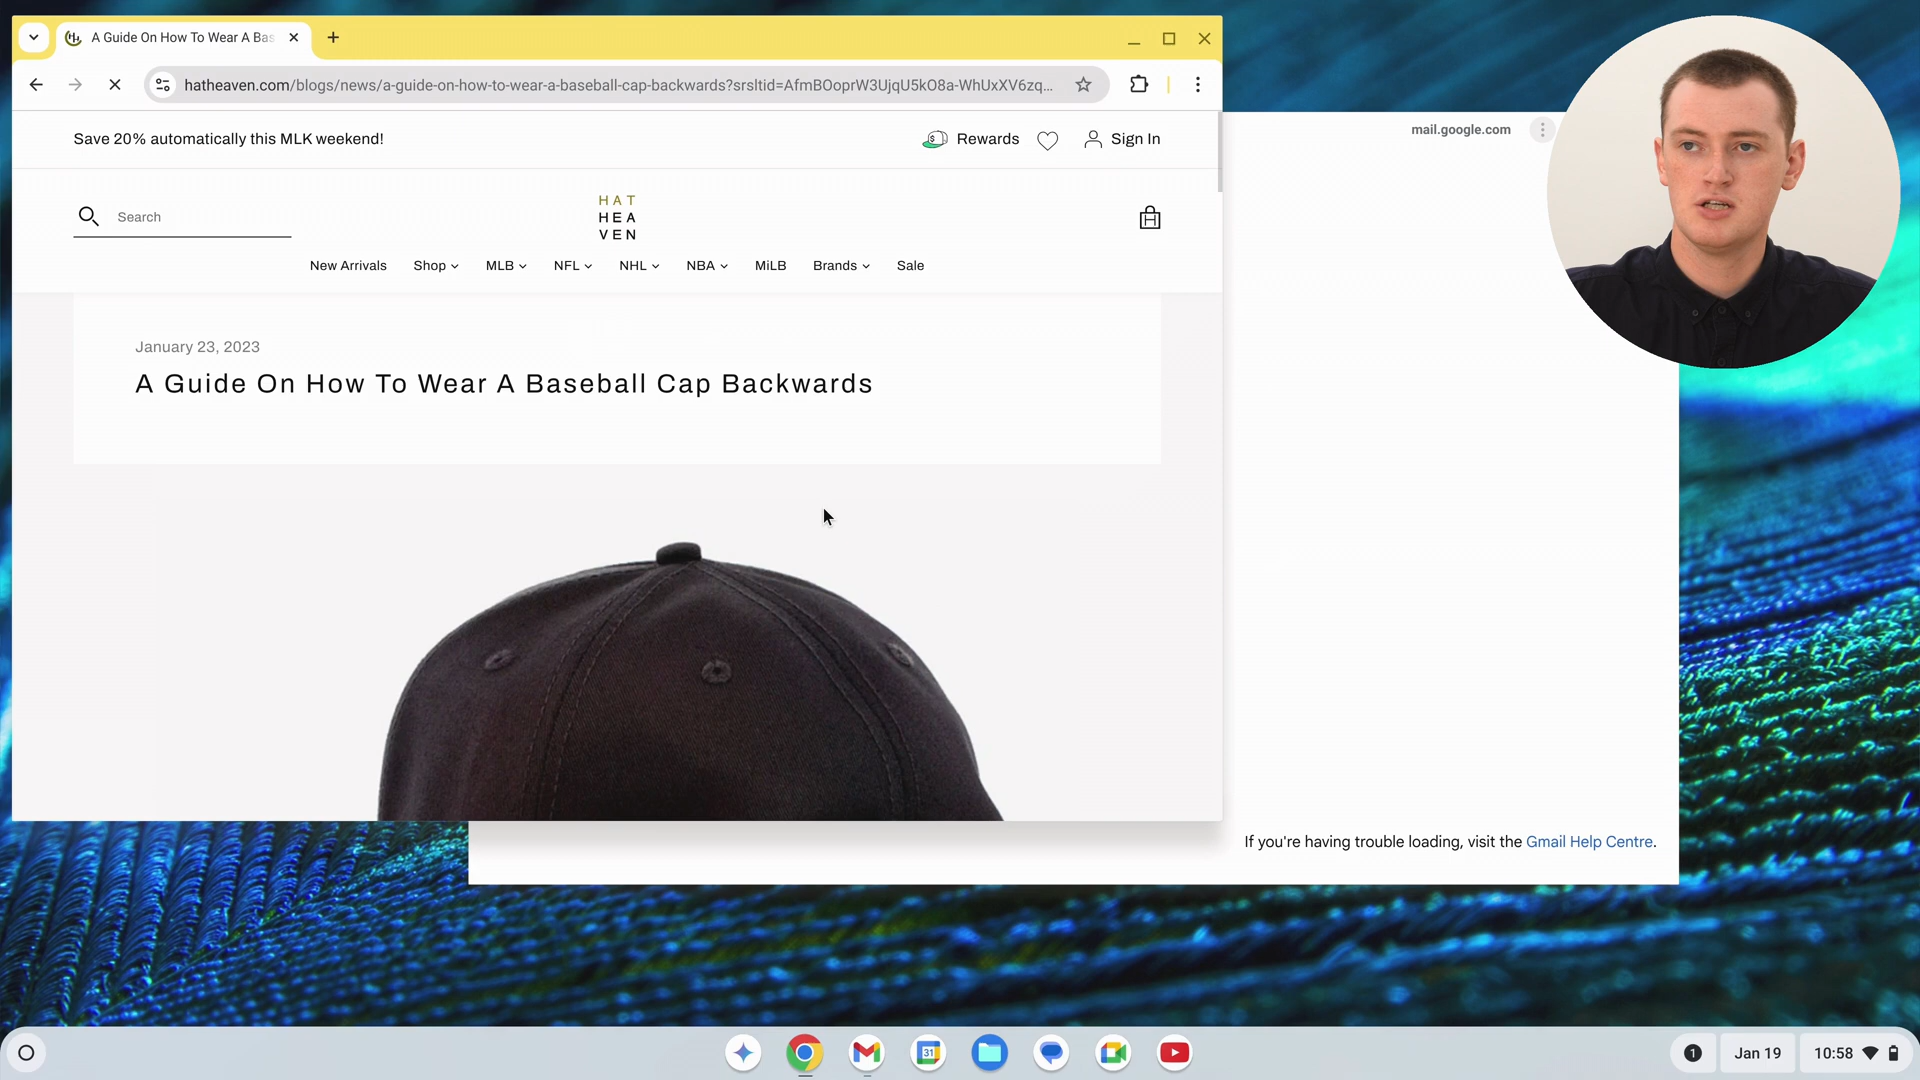 A Guide On How To Wear A Bas
hatheaven.com/blogs/news/a-guide-on-how-to-wear-a-baseball-cap-backwards?srsltid=AfmBOoprW3UjqU5kO8a-WhUxXV6zq...
mail.google.com
Save 20% automatically this MLK weekend!
Rewards
Sign In
Search
HAT
HEA
VEN
New Arrivals Shop MLB NFL NHL NBA MiLB Brands Sale
January 23, 2023
A Guide On How To Wear A Baseball Cap Backwards
If you're having trouble loading, visit the Gmail Help Centre.
31
1
Jan 19
10:58